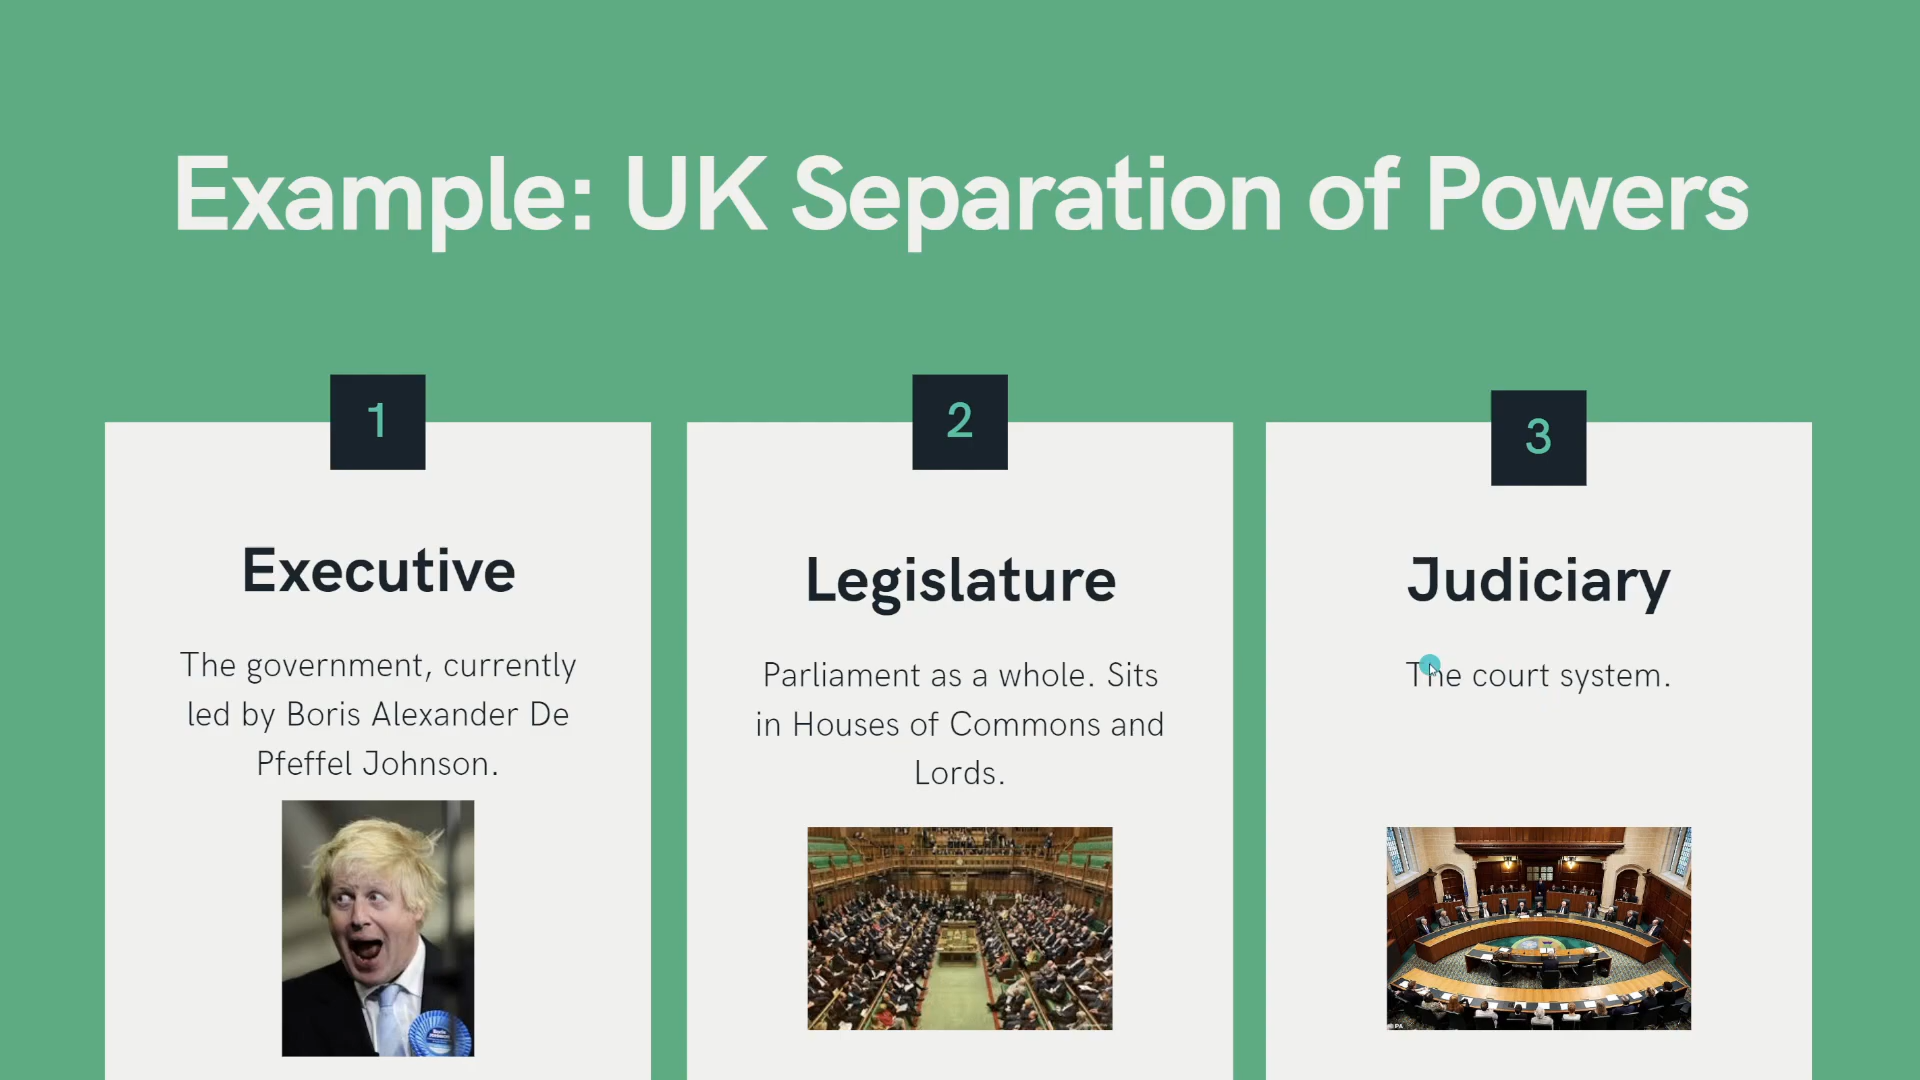 Example: UK Separation of Powers
1
2
3
Executive
The government, currently
led by Boris Alexander De
Pfeffel Johnson.
Legislature
Parliament as a whole. Sits
in Houses of Commons and
Lords.
Judiciary
The court system.
PA